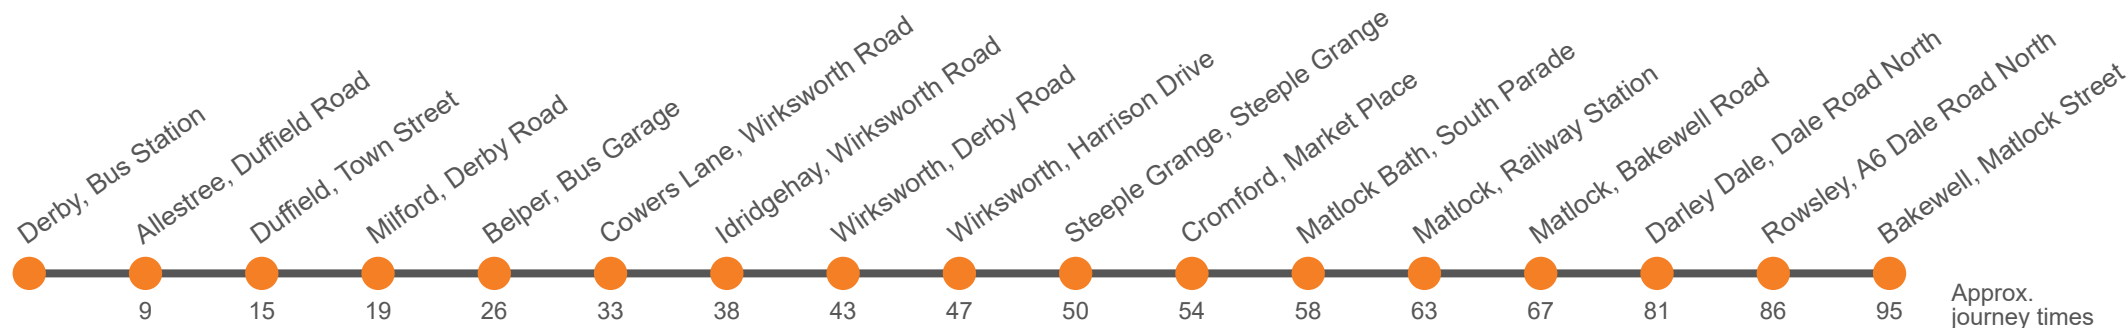 Derby, Bus Station
Allestree, Duffield Road
Duffield, Town Street
Milford, Derby Road
Belper, Bus Garage
Cowers Lane, Wirksworth Road
Idridgehay, Wirksworth Road
Wirksworth, Derby Road
Wirksworth, Harrison Drive
Steeple Grange, Steeple Grange
Cromford, Market Place
Matlock Bath, South Parade
Matlock, Railway Station
Matlock, Bakewell Road
Darley Dale, Dale Road North
Rowsley, A6 Dale Road North
Bakewell, Matlock Street
9 15 19 26 33 38 43 47 50 54 58 63 67 81 86 95
Approx.
journey times